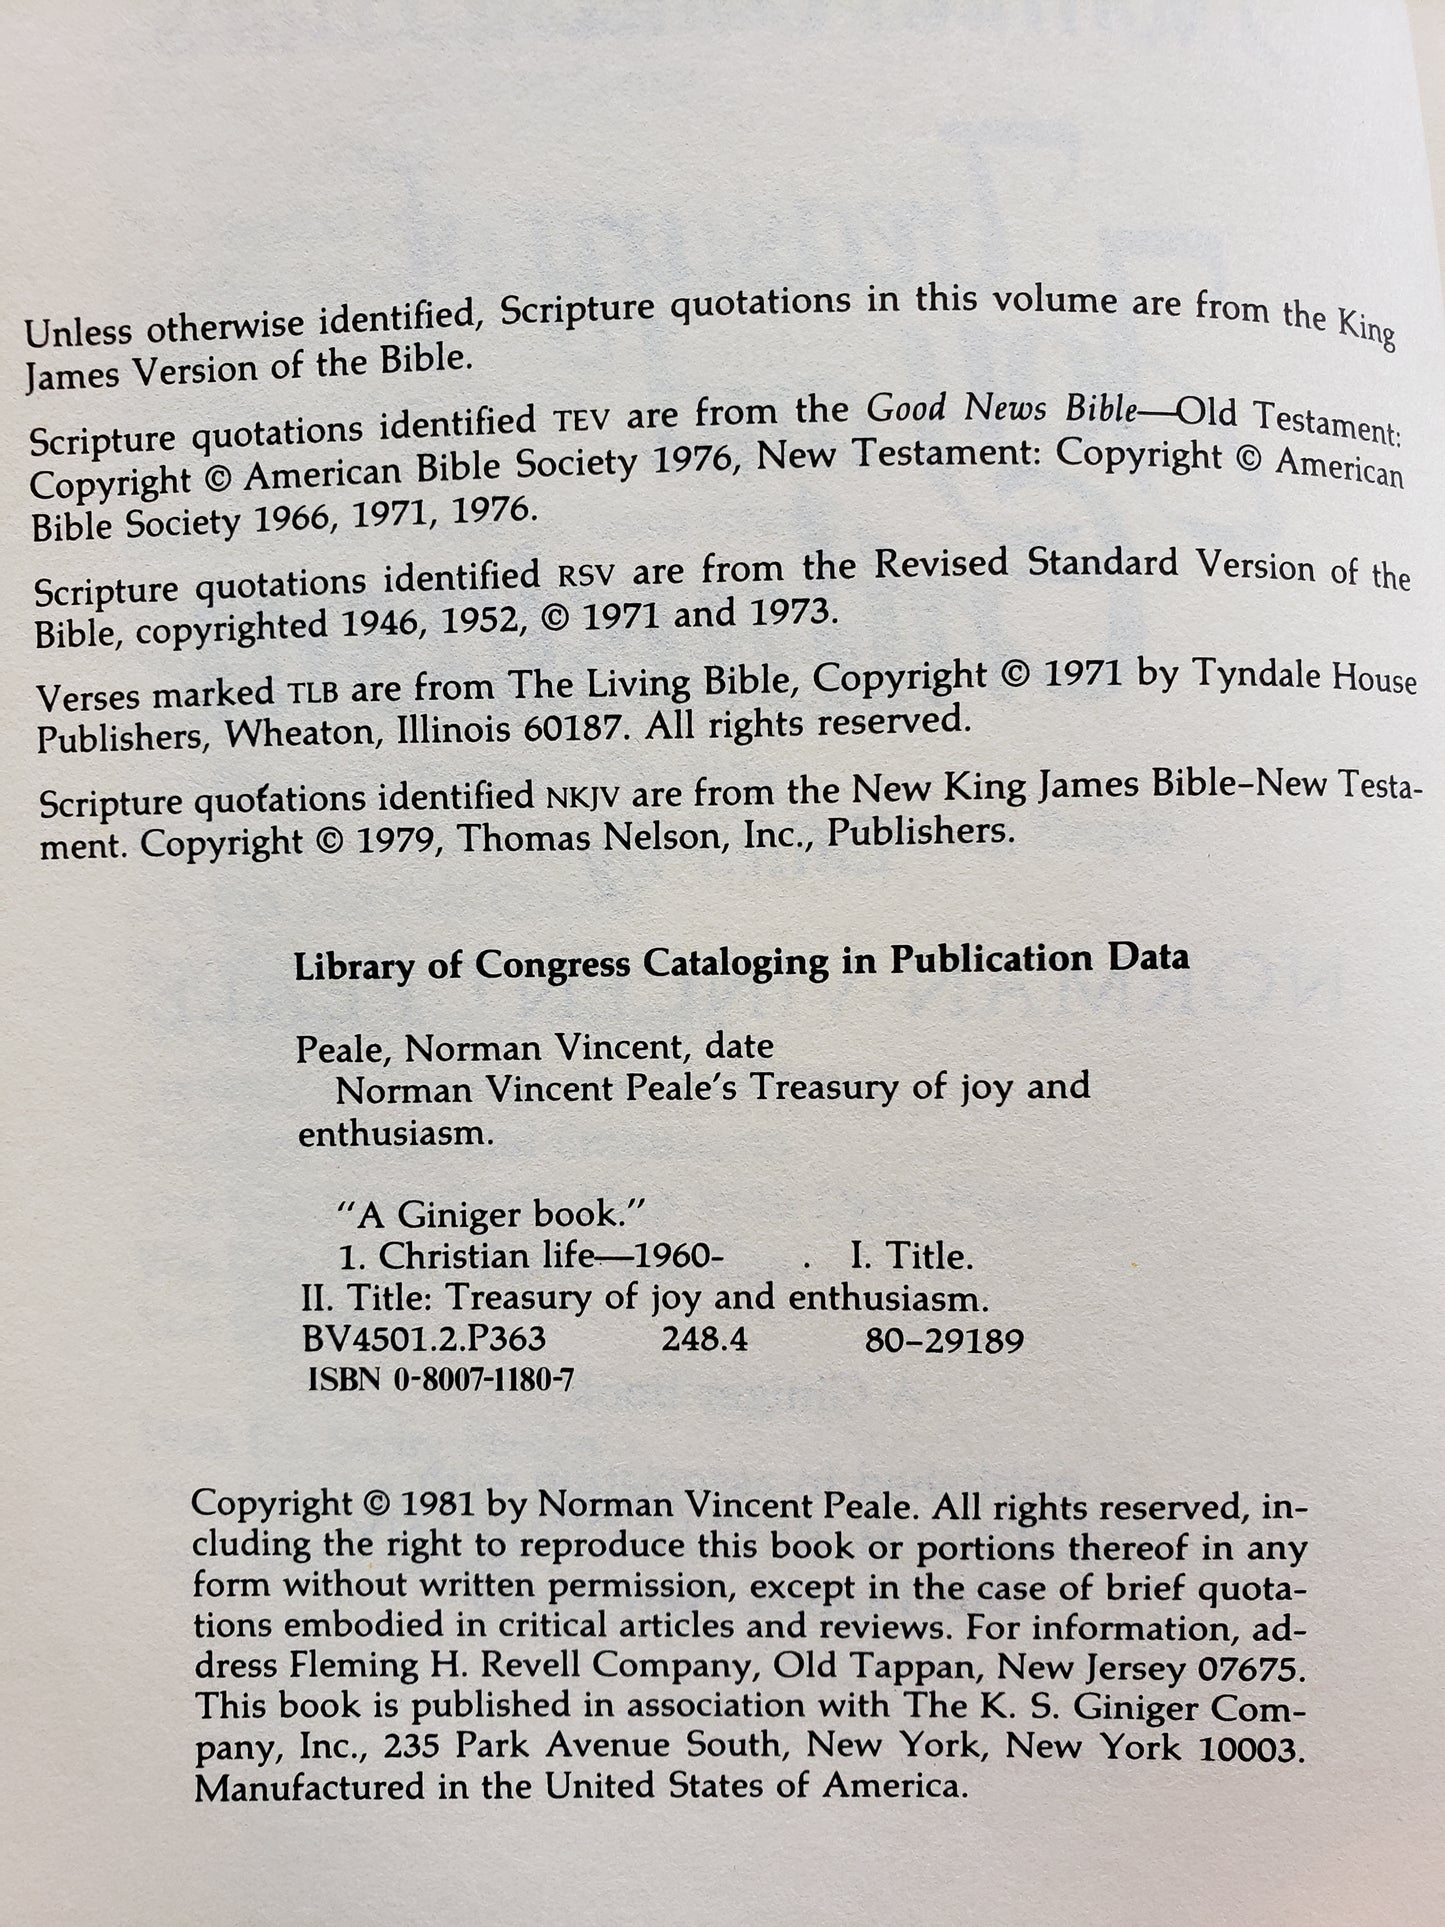 Unless otherwise identified, Scripture quotations in this volume are from the King
James Version of the Bible.
Scripture quotations identified TEV are from the Good News Bible—Old Testament:
Copyright © American Bible Society 1976, New Testament: Copyright © American
Bible Society 1966, 1971, 1976.
Scripture quotations identified RSV are from the Revised Standard Version of the
Bible, copyrighted 1946, 1952, © 1971 and 1973.
Verses marked TLB are from The Living Bible, Copyright © 1971 by Tyndale House
Publishers, Wheaton, Illinois 60187. All rights reserved.
Scripture quotations identified NKJV are from the New King James Bible–New Testa-
ment. Copyright © 1979, Thomas Nelson, Inc., Publishers.
Library of Congress Cataloging in Publication Data
Peale, Norman Vincent, date
Norman Vincent Peale's Treasury of joy and
enthusiasm.
"A Giniger book."
1. Christian life—1960- . I. Title.
II. Title: Treasury of joy and enthusiasm.
BV4501.2.P363 248.4 80–29189
ISBN 0-8007-1180-7
Copyright © 1981 by Norman Vincent Peale. All rights reserved, in-
cluding the right to reproduce this book or portions thereof in any
form without written permission, except in the case of brief quota-
tions embodied in critical articles and reviews. For information, ad-
dress Fleming H. Revell Company, Old Tappan, New Jersey 07675.
This book is published in association with The K. S. Giniger Com-
pany, Inc., 235 Park Avenue South, New York, New York 10003.
Manufactured in the United States of America.